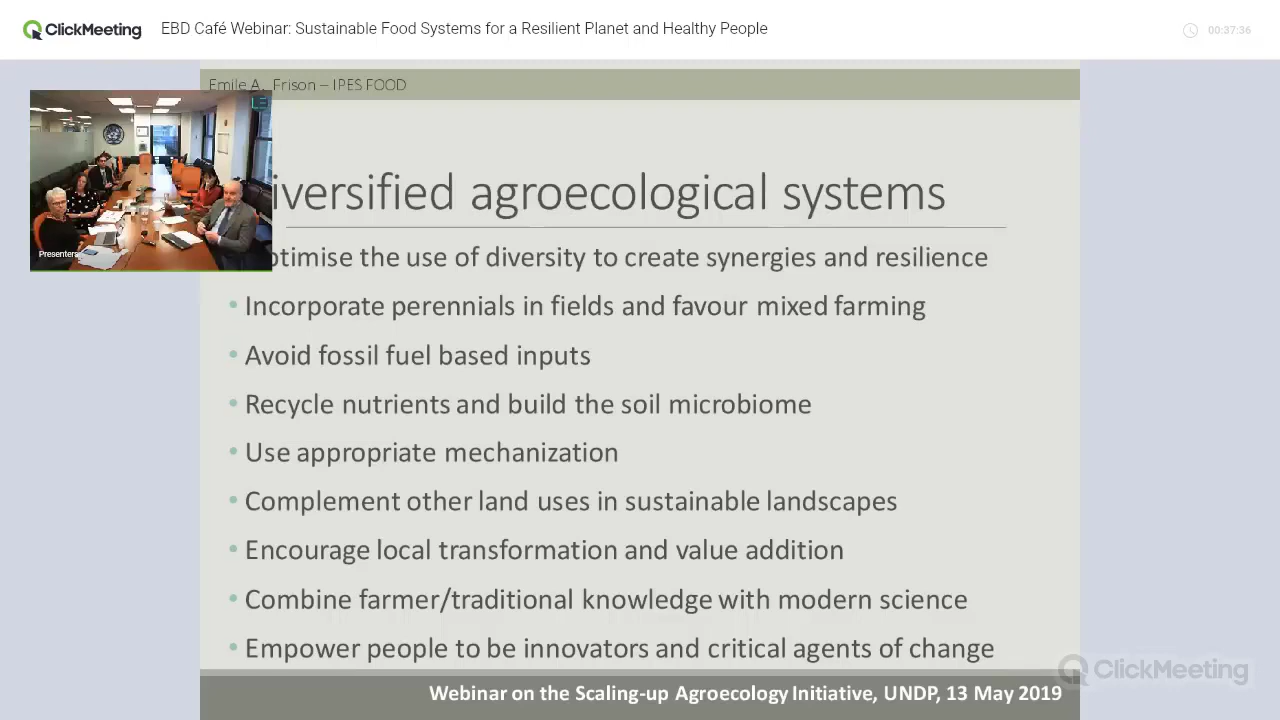 ClickMeeting
EBD Café Webinar: Sustainable Food Systems for a Resilient Planet and Healthy People
00:37:36
Emile A. Frison – IPES FOOD
iversified agroecological systems
Presenters
timise the use of diversity to create synergies and resilience
• Incorporate perennials in fields and favour mixed farming
• Avoid fossil fuel based inputs
• Recycle nutrients and build the soil microbiome
• Use appropriate mechanization
• Complement other land uses in sustainable landscapes
• Encourage local transformation and value addition
• Combine farmer/traditional knowledge with modern science
• Empower people to be innovators and critical agents of change
ClickMeeting
Webinar on the Scaling-up Agroecology Initiative, UNDP, 13 May 2019